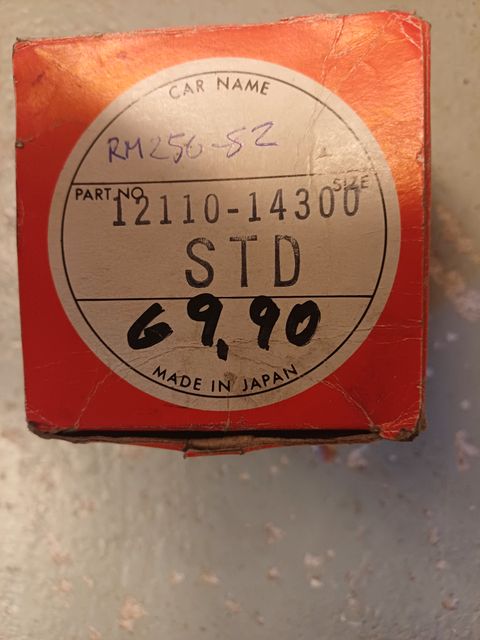 CAR NAME
RM250-82
PART NO.
SIZE
12110-14300
STD
69,90
MADE IN JAPAN